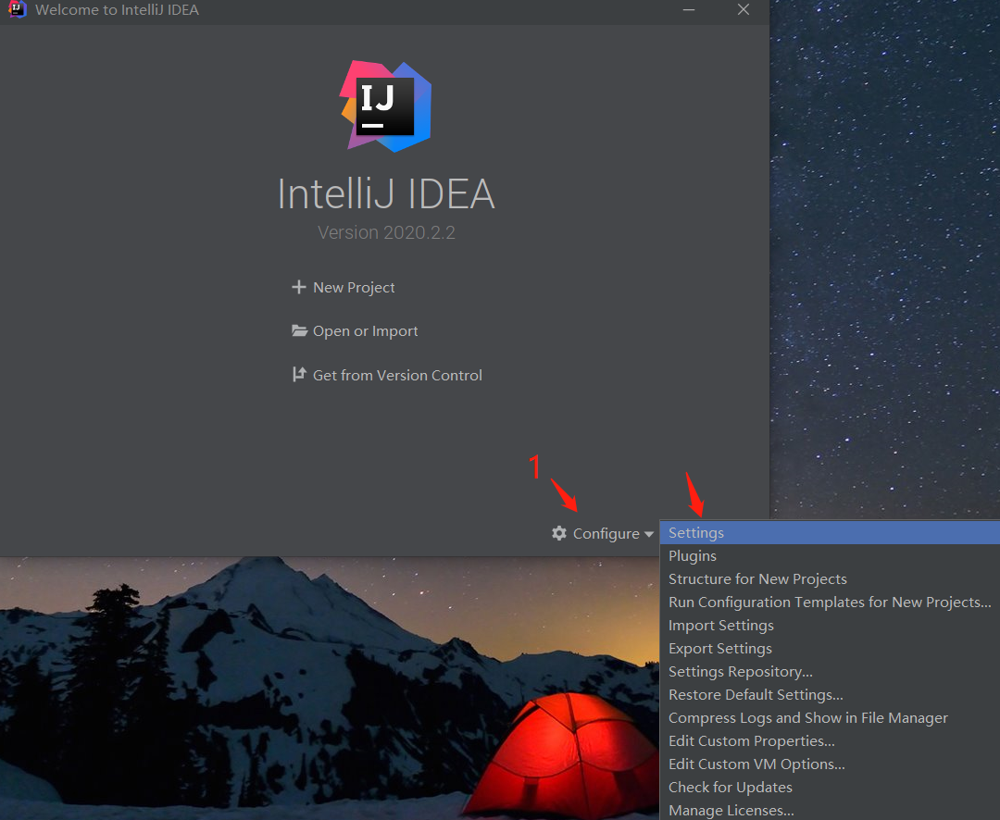 IJ
Welcome to IntelliJ IDEA
IJ
IntelliJ IDEA
Version 2020.2.2
New Project
Open or Import
Get from Version Control
1
Configure
Settings
Plugins
Structure for New Projects
Run Configuration Templates for New Projects...
Import Settings
Export Settings
Settings Repository...
Restore Default Settings...
Compress Logs and Show in File Manager
Edit Custom Properties...
Edit Custom VM Options...
Check for Updates
Manage Licenses...